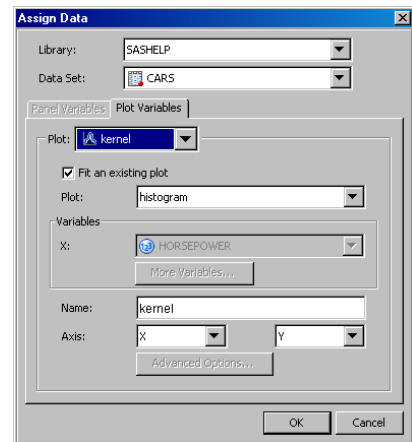 Assign Data
Library: SASHELP
Data Set: CARS
Panel Variables Plot Variables
Plot: kernel
Fit an existing plot
Plot: histogram
Variables
X: 123 HORSEPOWER
More Variables...
Name: kernel
Axis: X Y
Advanced Options...
OK Cancel